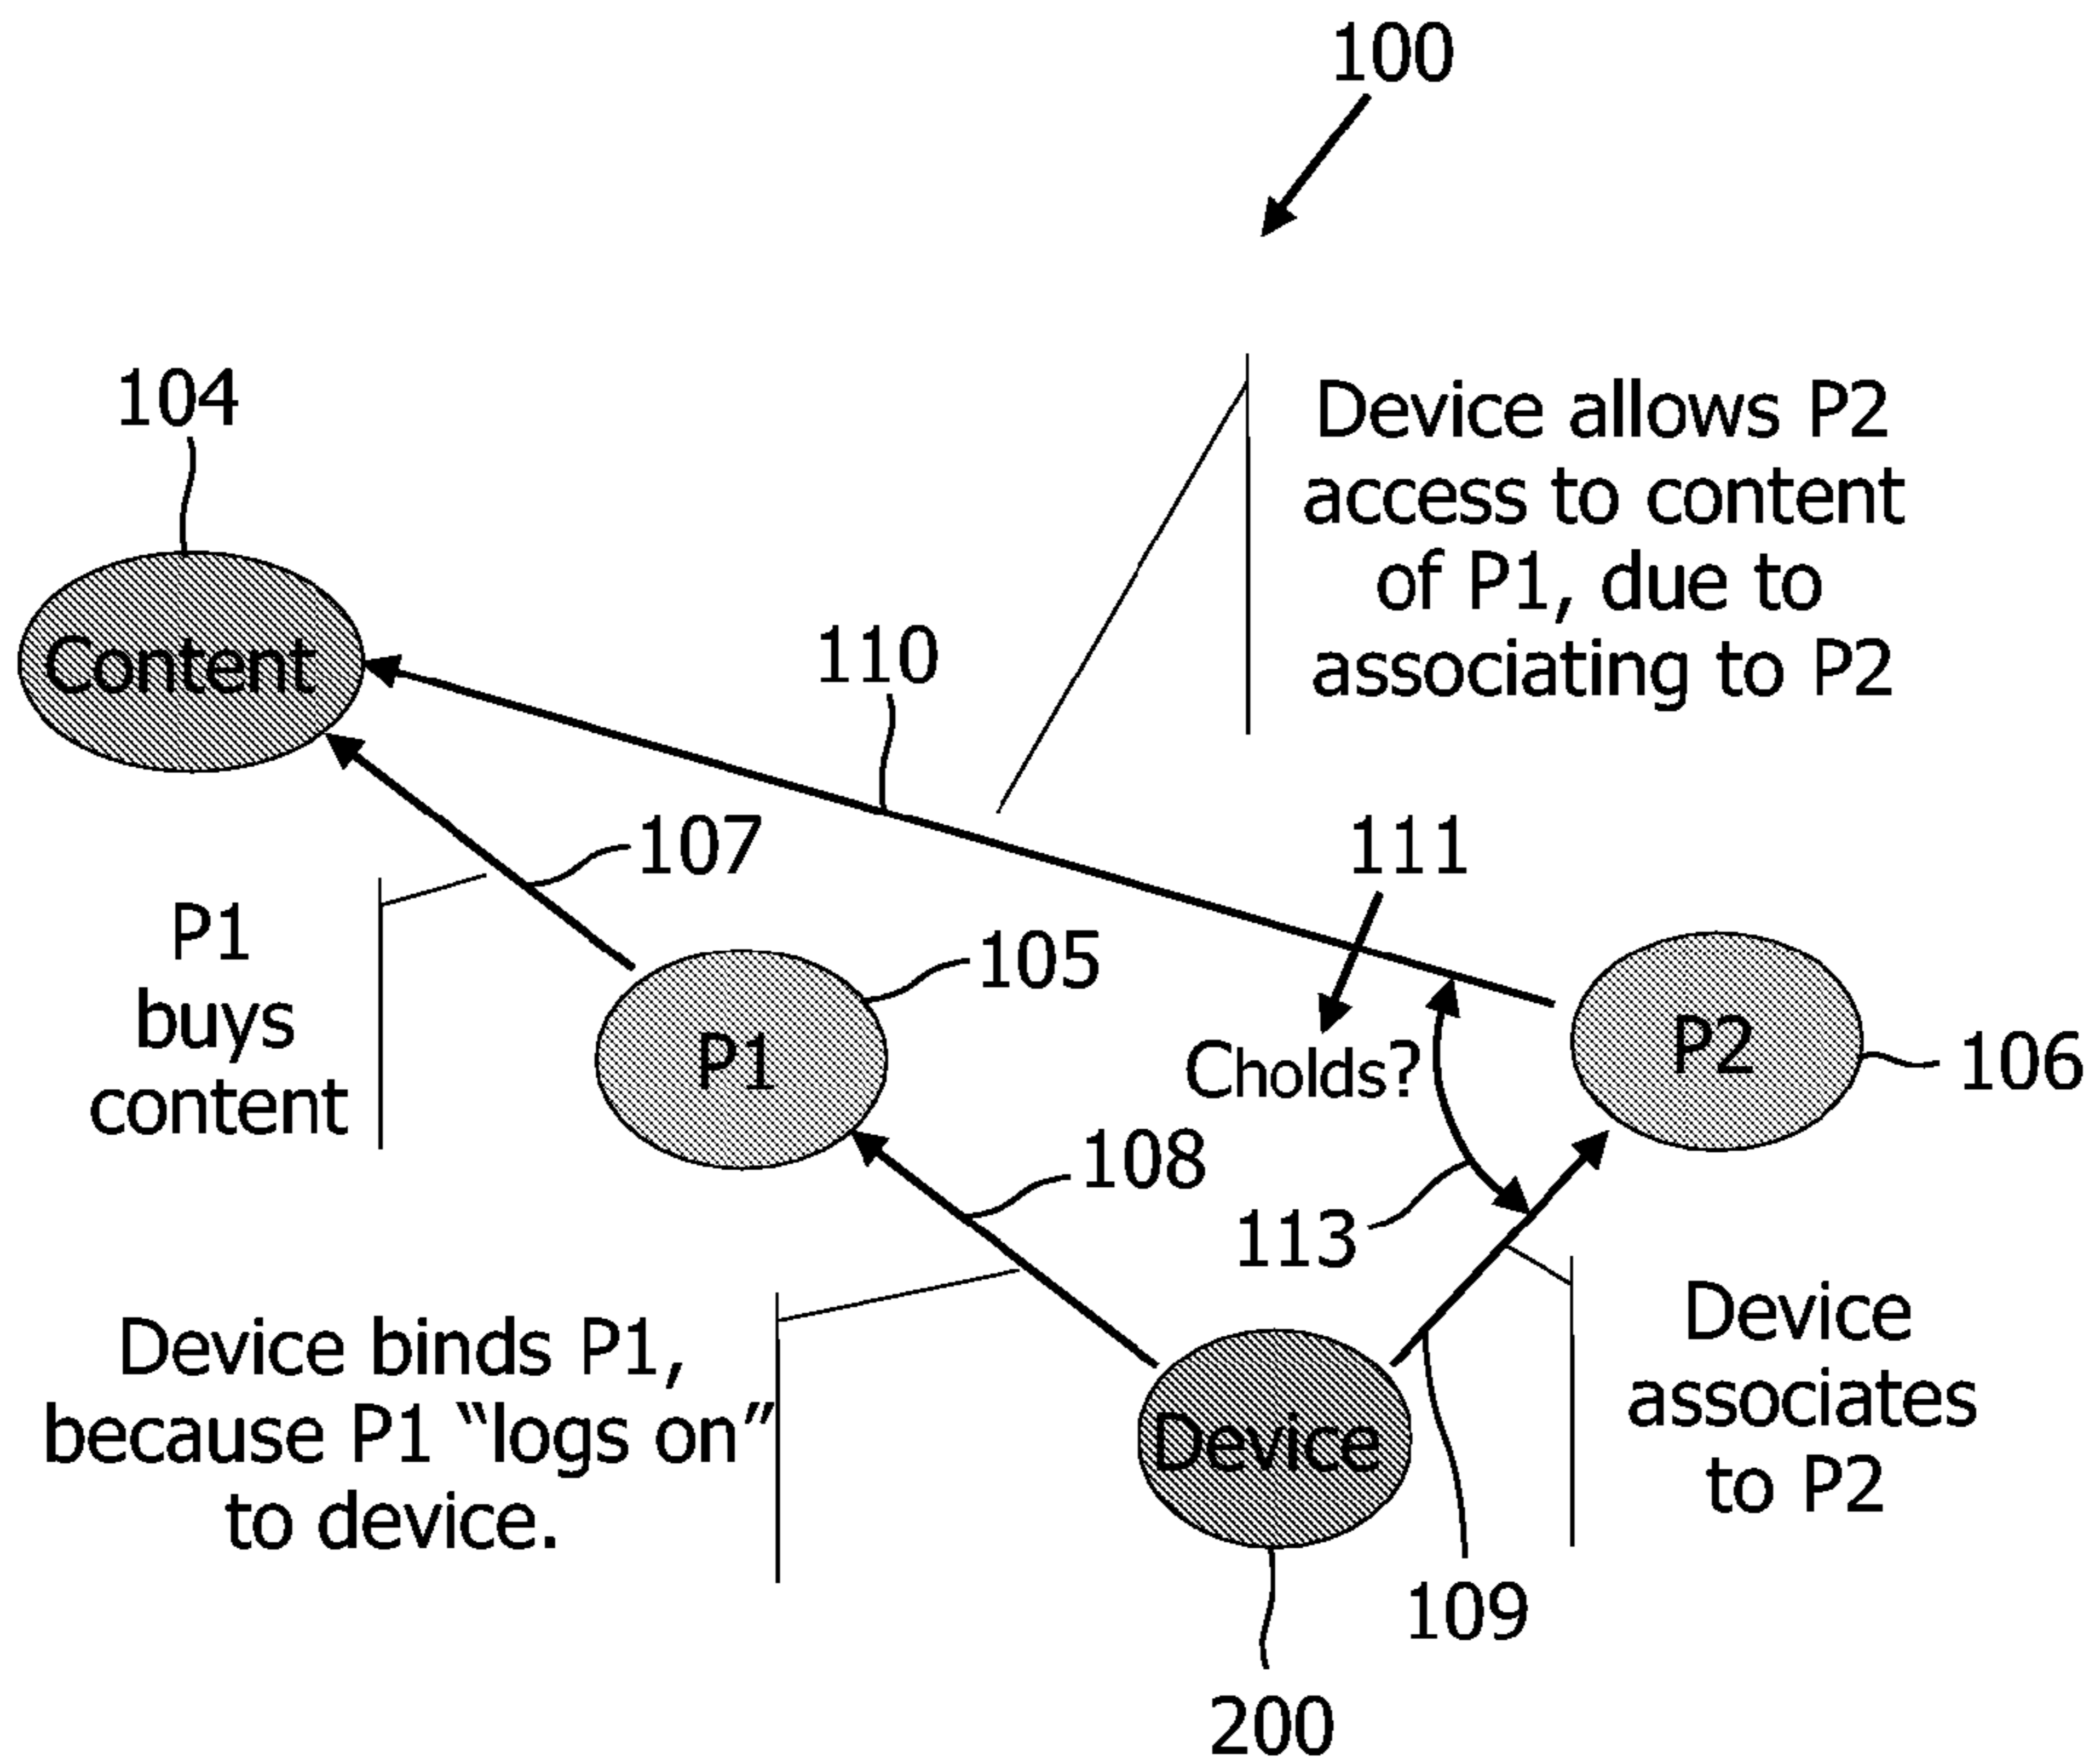 100
104
Device allows P2
access to content
of P1, due to
associating to P2
110
Content
107
111
P1
buys
content
105
P1
Cholds?
P2
106
108
113
Device binds P1,
because P1 “logs on”
to device.
Device
Device
associates
to P2
109
200